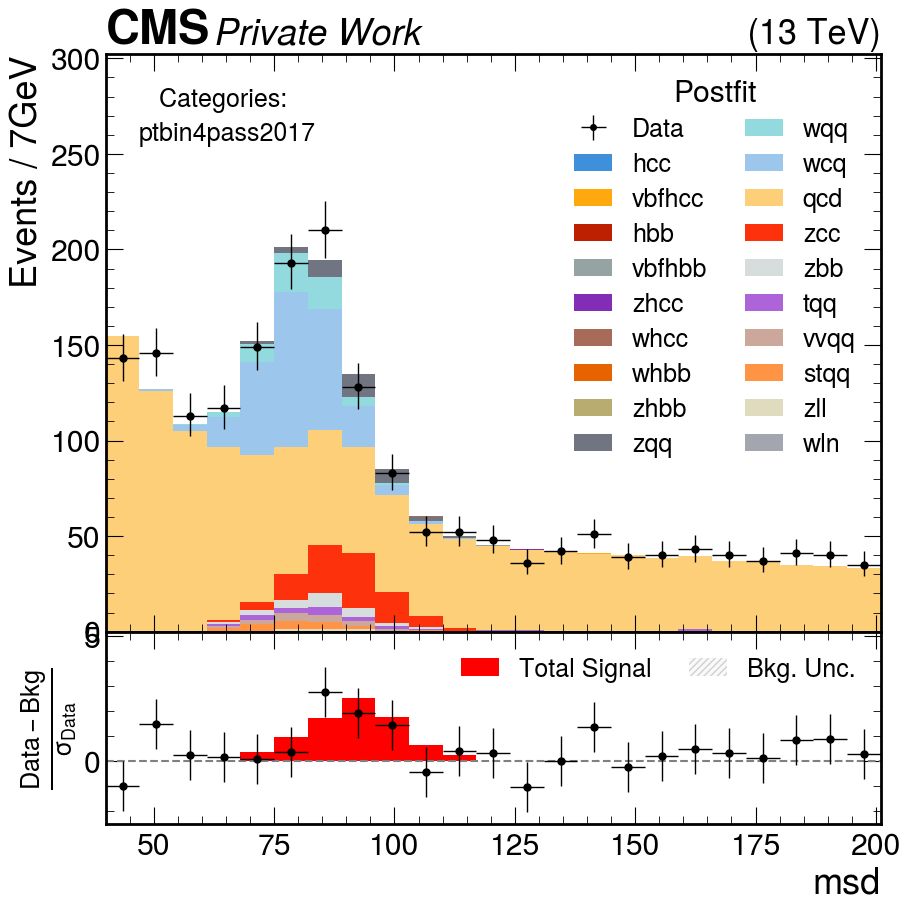 CMS Private Work (13 TeV)
Events / 7GeV
300
250
200
150
100
50
0
Categories:
ptbin4pass2017
Postfit
Data
hcc
vbfhcc
hbb
vbfhbb
zhcc
whcc
whbb
zhbb
zqq
wqq
wcq
qcd
zcc
zbb
tqq
vvqq
stqq
zll
wln
Data – Bkg
σData
5
0
Total Signal
Bkg. Unc.
50 75 100 125 150 175 200
msd